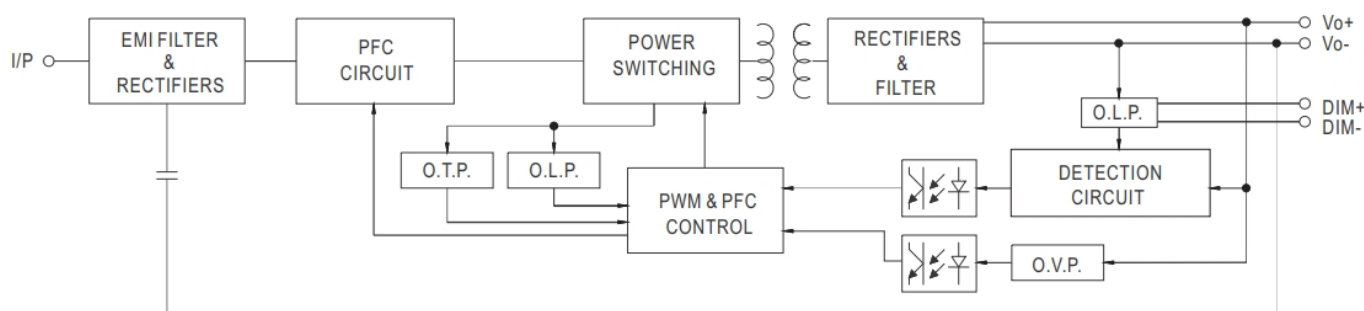 I/P
EMI FILTER
&
RECTIFIERS
PFC
CIRCUIT
POWER
SWITCHING
RECTIFIERS
&
FILTER
Vo+
Vo-
DIM+
DIM-
O.L.P.
O.T.P.
O.L.P.
PWM & PFC
CONTROL
DETECTION
CIRCUIT
O.V.P.